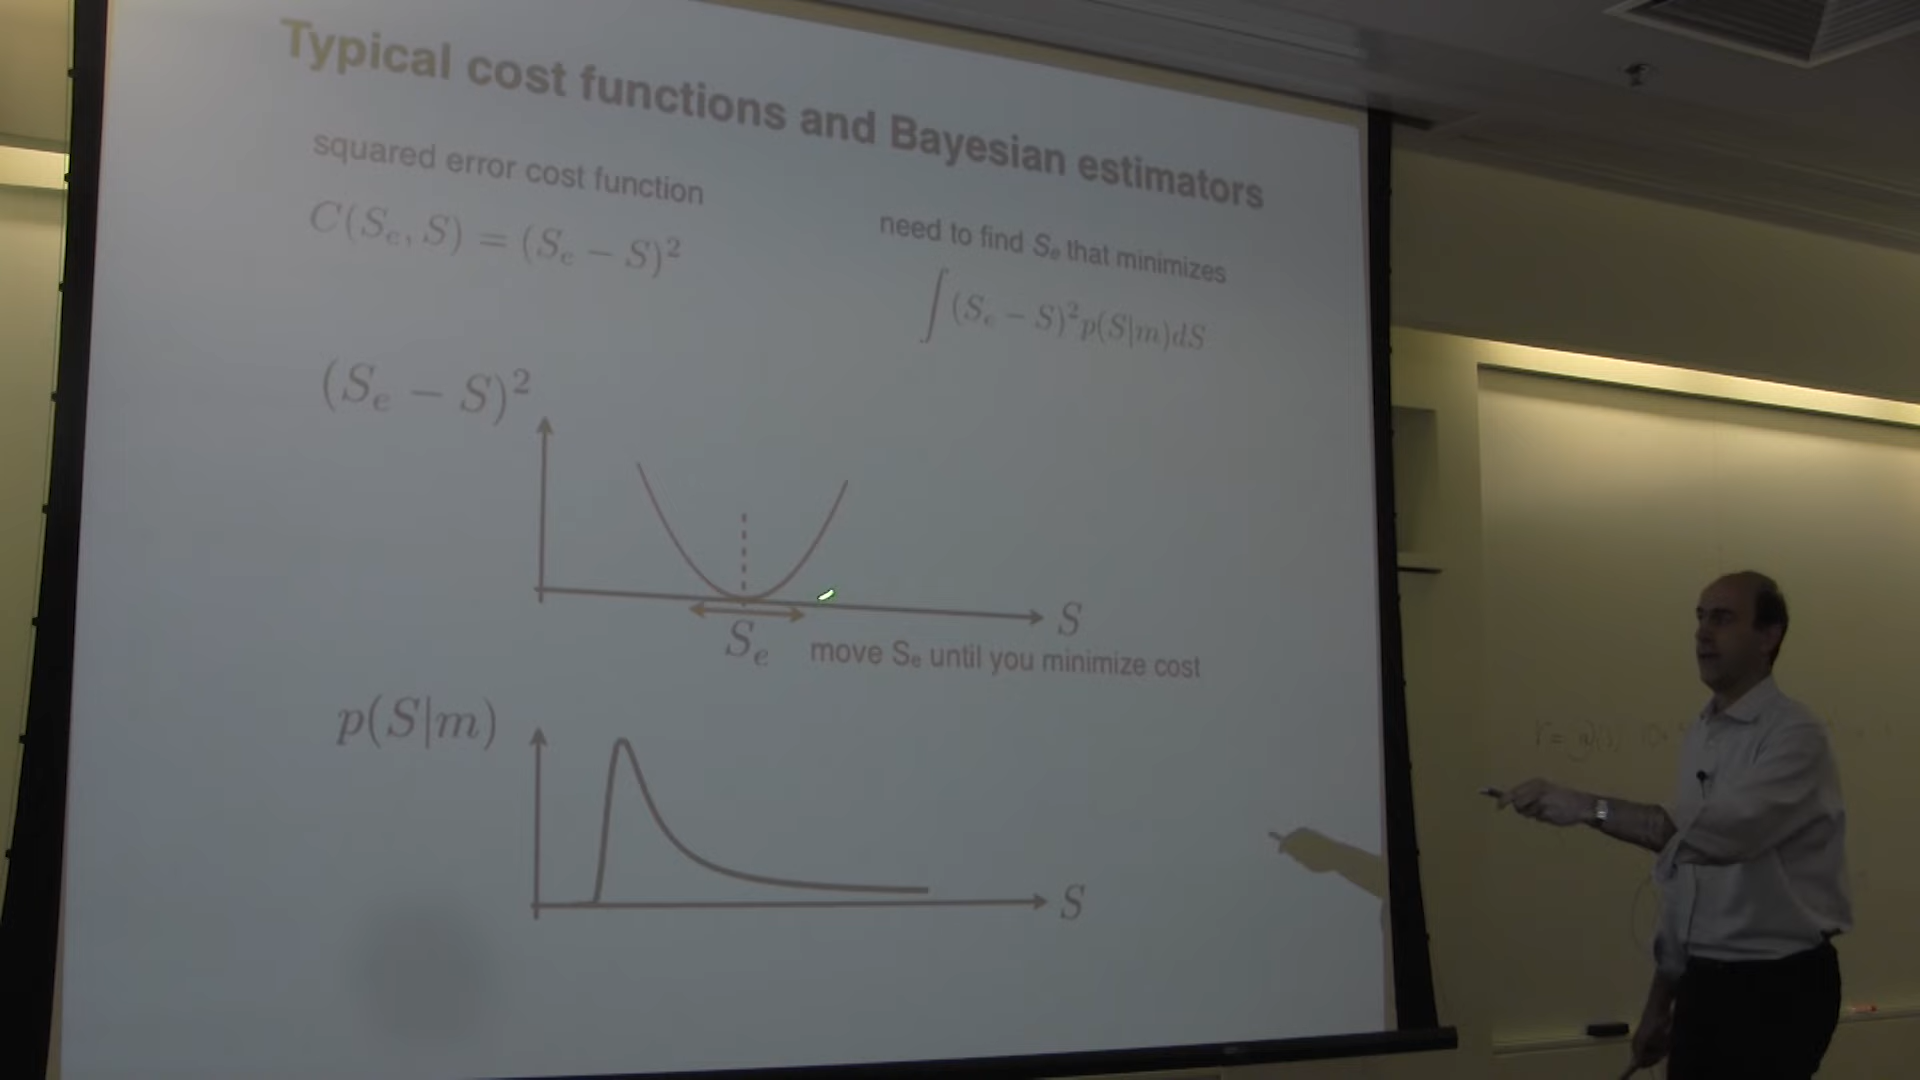 Typical cost functions and Bayesian estimators
squared error cost function
C(Sₑ, S) = (Sₑ − S)²
need to find Sₑ that minimizes
∫(Sₑ − S)²p(S|m)dS
(Sₑ − S)²
S
Sₑ
move Sₑ until you minimize cost
p(S|m)
S